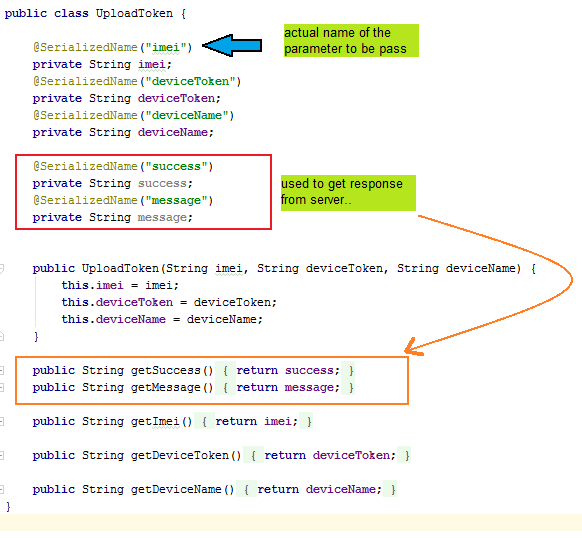 public class UploadToken {
@SerializedName("imei")
actual name of the
parameter to be pass
private String imei;
@SerializedName("deviceToken")
private String deviceToken;
@SerializedName("deviceName")
private String deviceName;
@SerializedName("success")
private String success;
@SerializedName("message")
private String message;
used to get response
from server..
public UploadToken(String imei, String deviceToken, String deviceName) {
this.imei = imei;
this.deviceToken = deviceToken;
this.deviceName = deviceName;
}
public String getSuccess() { return success; }
public String getMessage() { return message; }
public String getImei() { return imei; }
public String getDeviceToken() { return deviceToken; }
public String getDeviceName() { return deviceName; }
}